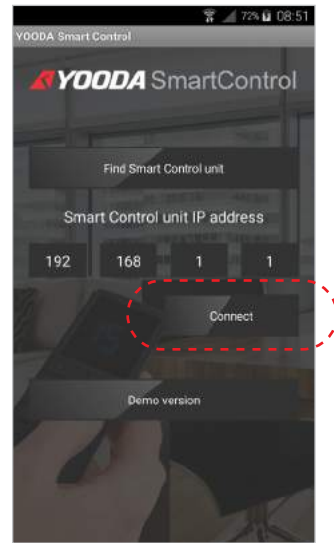 72% 08:51
YOODA Smart Control
YOODA SmartControl
Find Smart Control unit
Smart Control unit IP address
192 168 1 1
Connect
Demo version